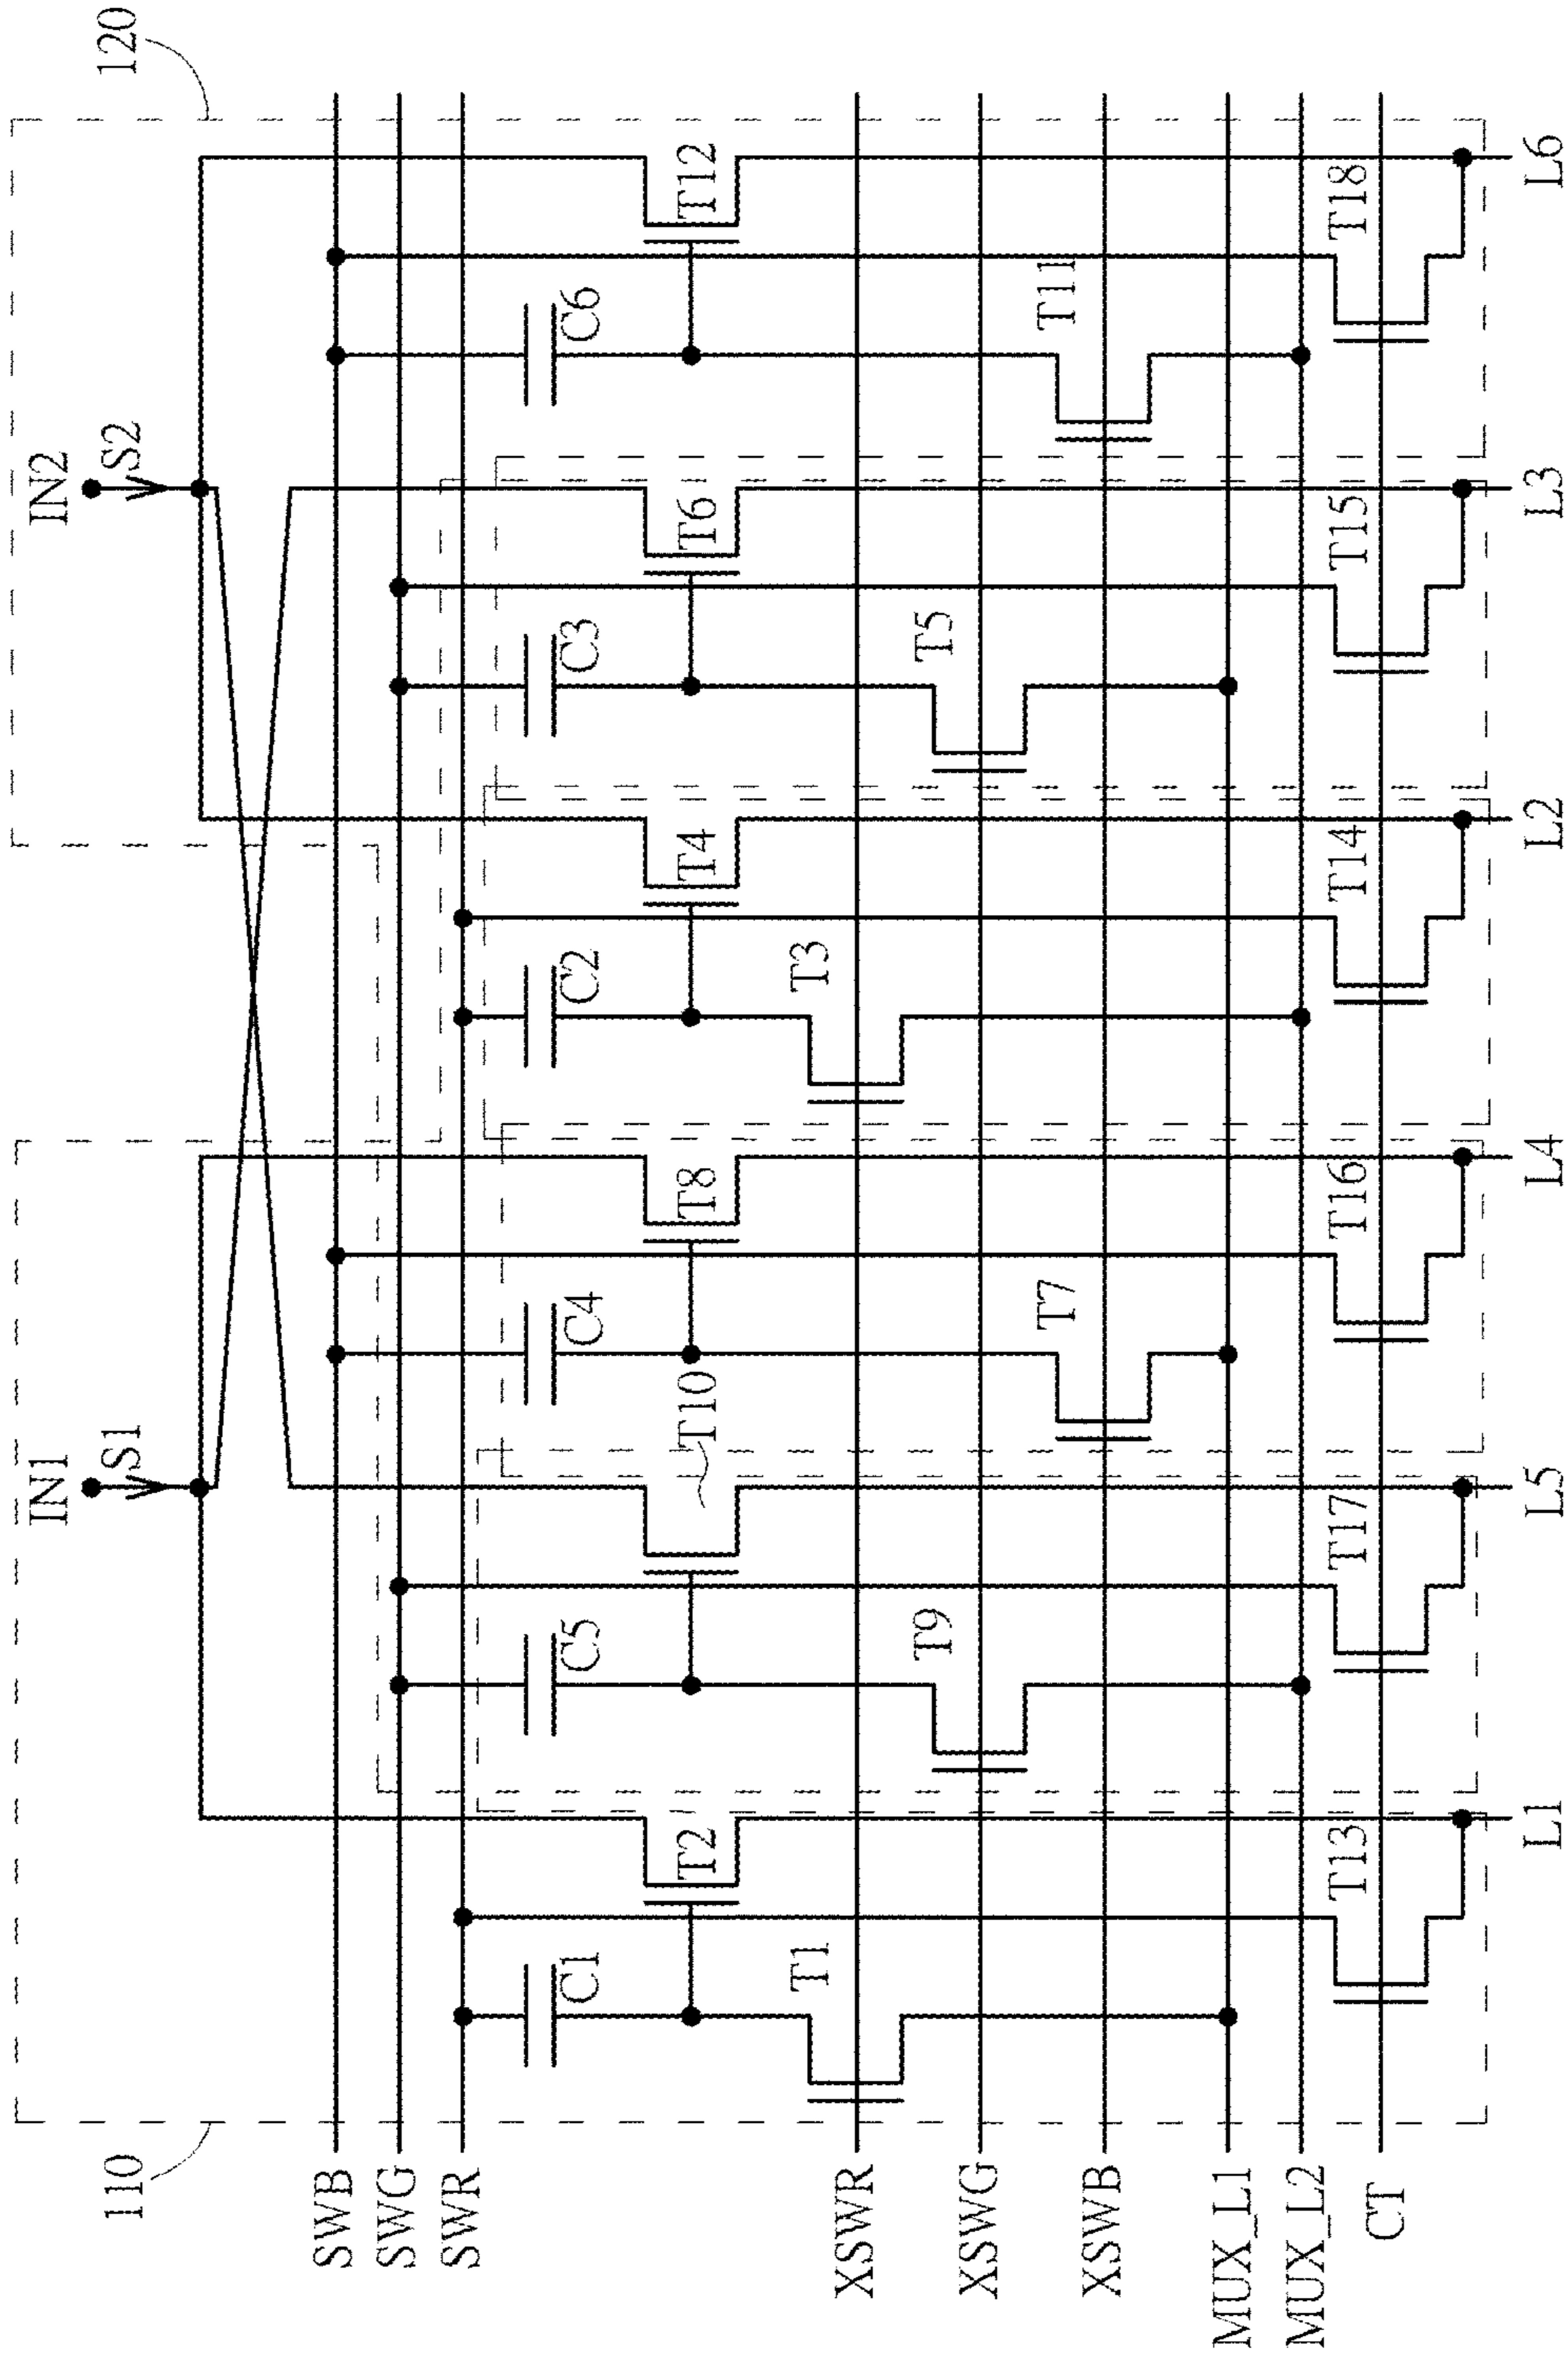 110
120
IN1
S1
IN2
S2
SWB
SWG
SWR
C1
C5
C4
C2
C3
C6
T2
T10
T8
T4
T6
T12
T1
T3
XSWR
T9
T5
XSWG
T7
T11
XSWB
MUX_L1
MUX_L2
T13
T17
T16
T14
T15
T18
CT
L1
L5
L4
L2
L3
L6